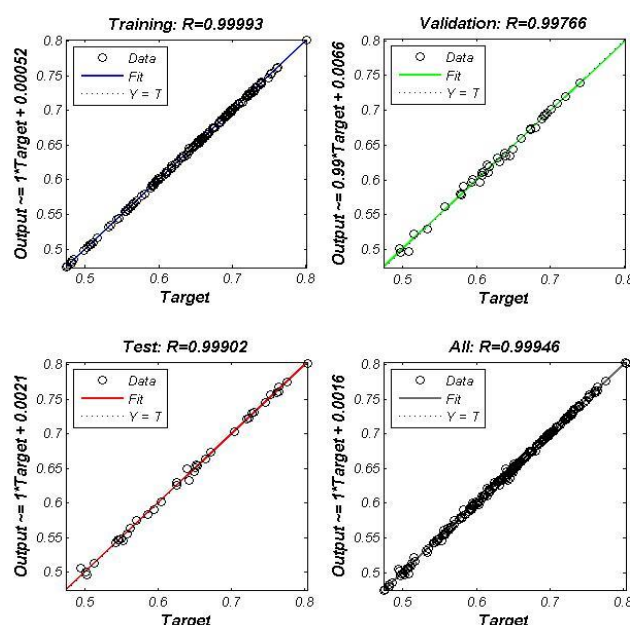 Training: R=0.99993
Output ~= 1*Target + 0.00052
0.8
0.75
0.7
0.65
0.6
0.55
0.5
Data
Fit
Y = T
0.5 0.6 0.7 0.8
Target
Validation: R=0.99766
Output ~= 0.99*Target + 0.0066
0.8
0.75
0.7
0.65
0.6
0.55
0.5
Data
Fit
Y = T
0.5 0.6 0.7 0.8
Target
Test: R=0.99902
Output ~= 1*Target + 0.0021
0.8
0.75
0.7
0.65
0.6
0.55
0.5
Data
Fit
Y = T
0.5 0.6 0.7 0.8
Target
All: R=0.99946
Output ~= 1*Target + 0.0016
0.8
0.75
0.7
0.65
0.6
0.55
0.5
Data
Fit
Y = T
0.5 0.6 0.7 0.8
Target